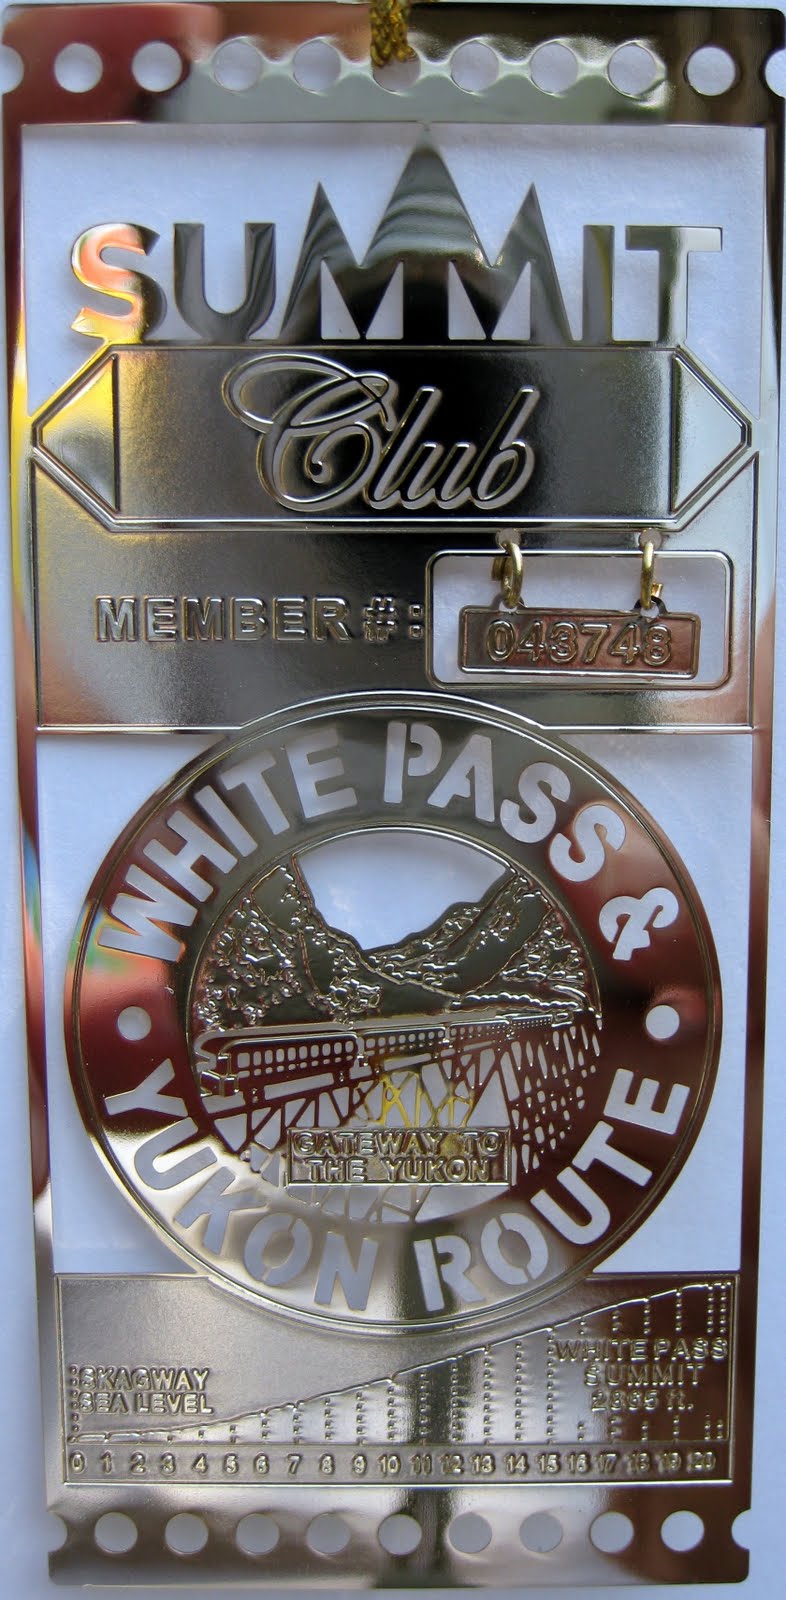 SUMMIT
Club
MEMBER #: 043748
WHITE PASS &
YUKON ROUTE
GATEWAY TO
THE YUKON
SKAGWAY
SEA LEVEL
WHITE PASS
SUMMIT
2865 ft.
0 1 2 3 4 5 6 7 8 9 10 11 12 13 14 15 16 17 18 19 20